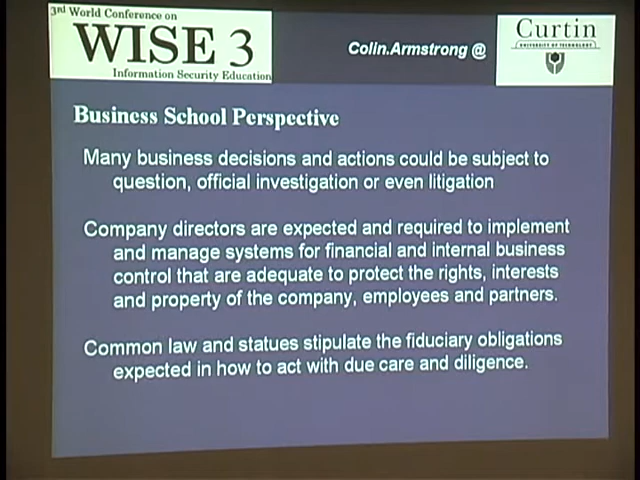 3rd World Conference on
WISE 3
Information Security Education
Colin.Armstrong @
Curtin
UNIVERSITY OF TECHNOLOGY
Business School Perspective
Many business decisions and actions could be subject to
question, official investigation or even litigation
Company directors are expected and required to implement
and manage systems for financial and internal business
control that are adequate to protect the rights, interests
and property of the company, employees and partners.
Common law and statues stipulate the fiduciary obligations
expected in how to act with due care and diligence.